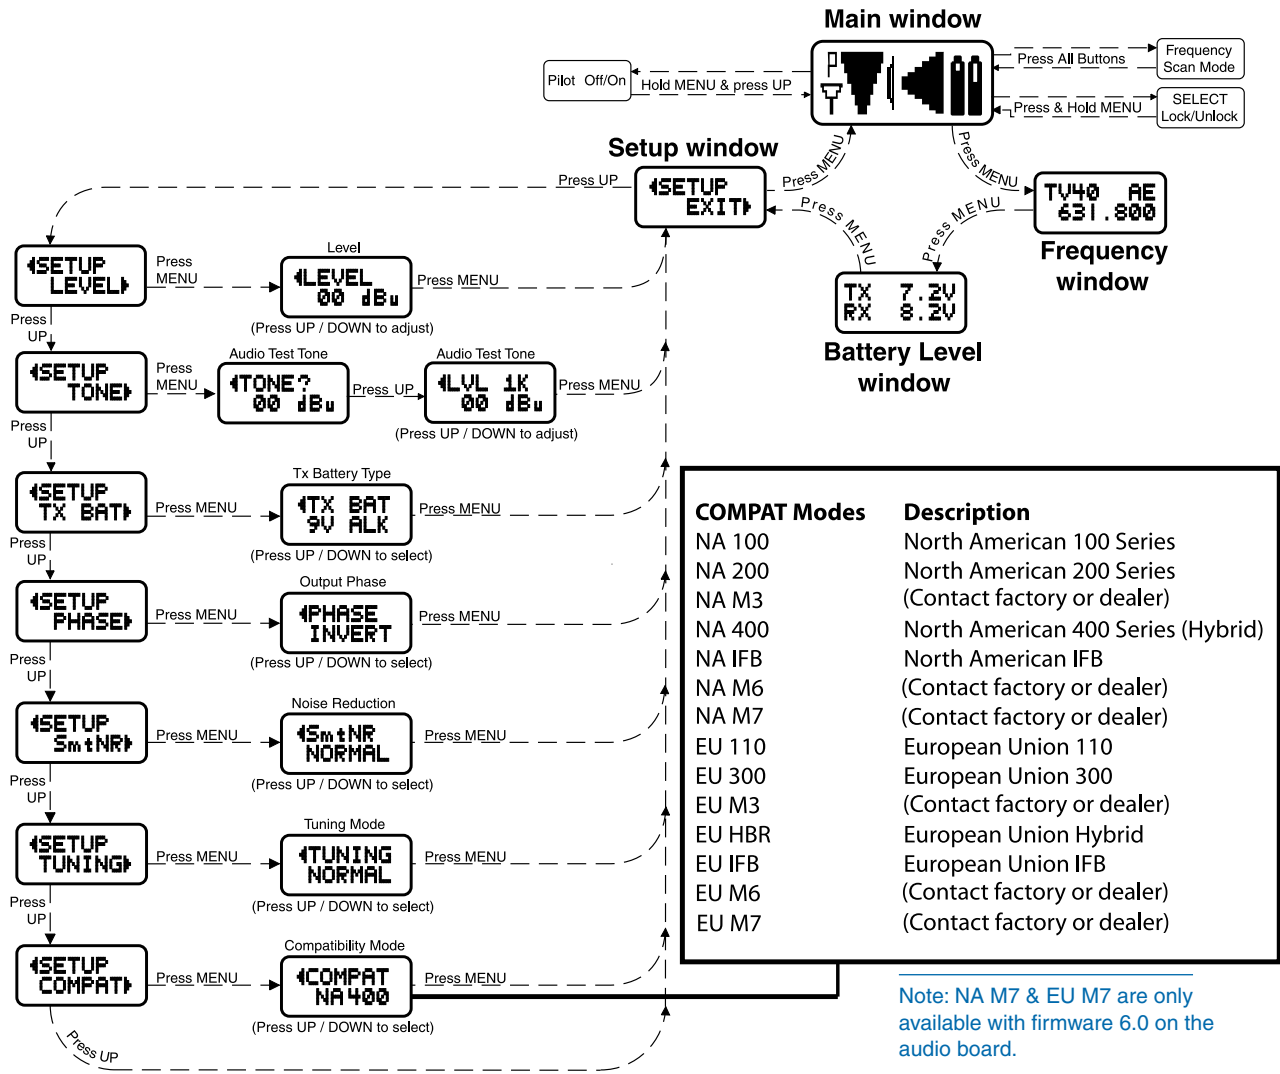 Main window
Pilot Off/On
Hold MENU & press UP
Press All Buttons
Frequency
Scan Mode
Press & Hold MENU
SELECT
Lock/Unlock
Setup window
Press UP
SETUP
EXIT
Press MENU
Press MENU
TV40 AE
631.800
Frequency
window
Press MENU
Press MENU
TX 7.2V
RX 8.2V
Battery Level
window
SETUP
LEVEL
Press
MENU
Level
LEVEL
00 dBu
(Press UP / DOWN to adjust)
Press MENU
Press
UP
SETUP
TONE
Press
MENU
Audio Test Tone
TONE?
00 dBu
Press UP
Audio Test Tone
LVL 1K
00 dBu
(Press UP / DOWN to adjust)
Press MENU
Press
UP
SETUP
TX BAT
Press MENU
Tx Battery Type
TX BAT
9V ALK
(Press UP / DOWN to select)
Press MENU
Press
UP
SETUP
PHASE
Press MENU
Output Phase
PHASE
INVERT
(Press UP / DOWN to select)
Press MENU
Press
UP
SETUP
SmtNR
Press MENU
Noise Reduction
SmtNR
NORMAL
(Press UP / DOWN to select)
Press MENU
Press
UP
SETUP
TUNING
Press MENU
Tuning Mode
TUNING
NORMAL
(Press UP / DOWN to select)
Press MENU
Press
UP
SETUP
COMPAT
Press MENU
Compatibility Mode
COMPAT
NA400
(Press UP / DOWN to select)
Press MENU
Press UP
COMPAT Modes Description
NA 100 North American 100 Series
NA 200 North American 200 Series
NA M3 (Contact factory or dealer)
NA 400 North American 400 Series (Hybrid)
NA IFB North American IFB
NA M6 (Contact factory or dealer)
NA M7 (Contact factory or dealer)
EU 110 European Union 110
EU 300 European Union 300
EU M3 (Contact factory or dealer)
EU HBR European Union Hybrid
EU IFB European Union IFB
EU M6 (Contact factory or dealer)
EU M7 (Contact factory or dealer)
Note: NA M7 & EU M7 are only
available with firmware 6.0 on the
audio board.